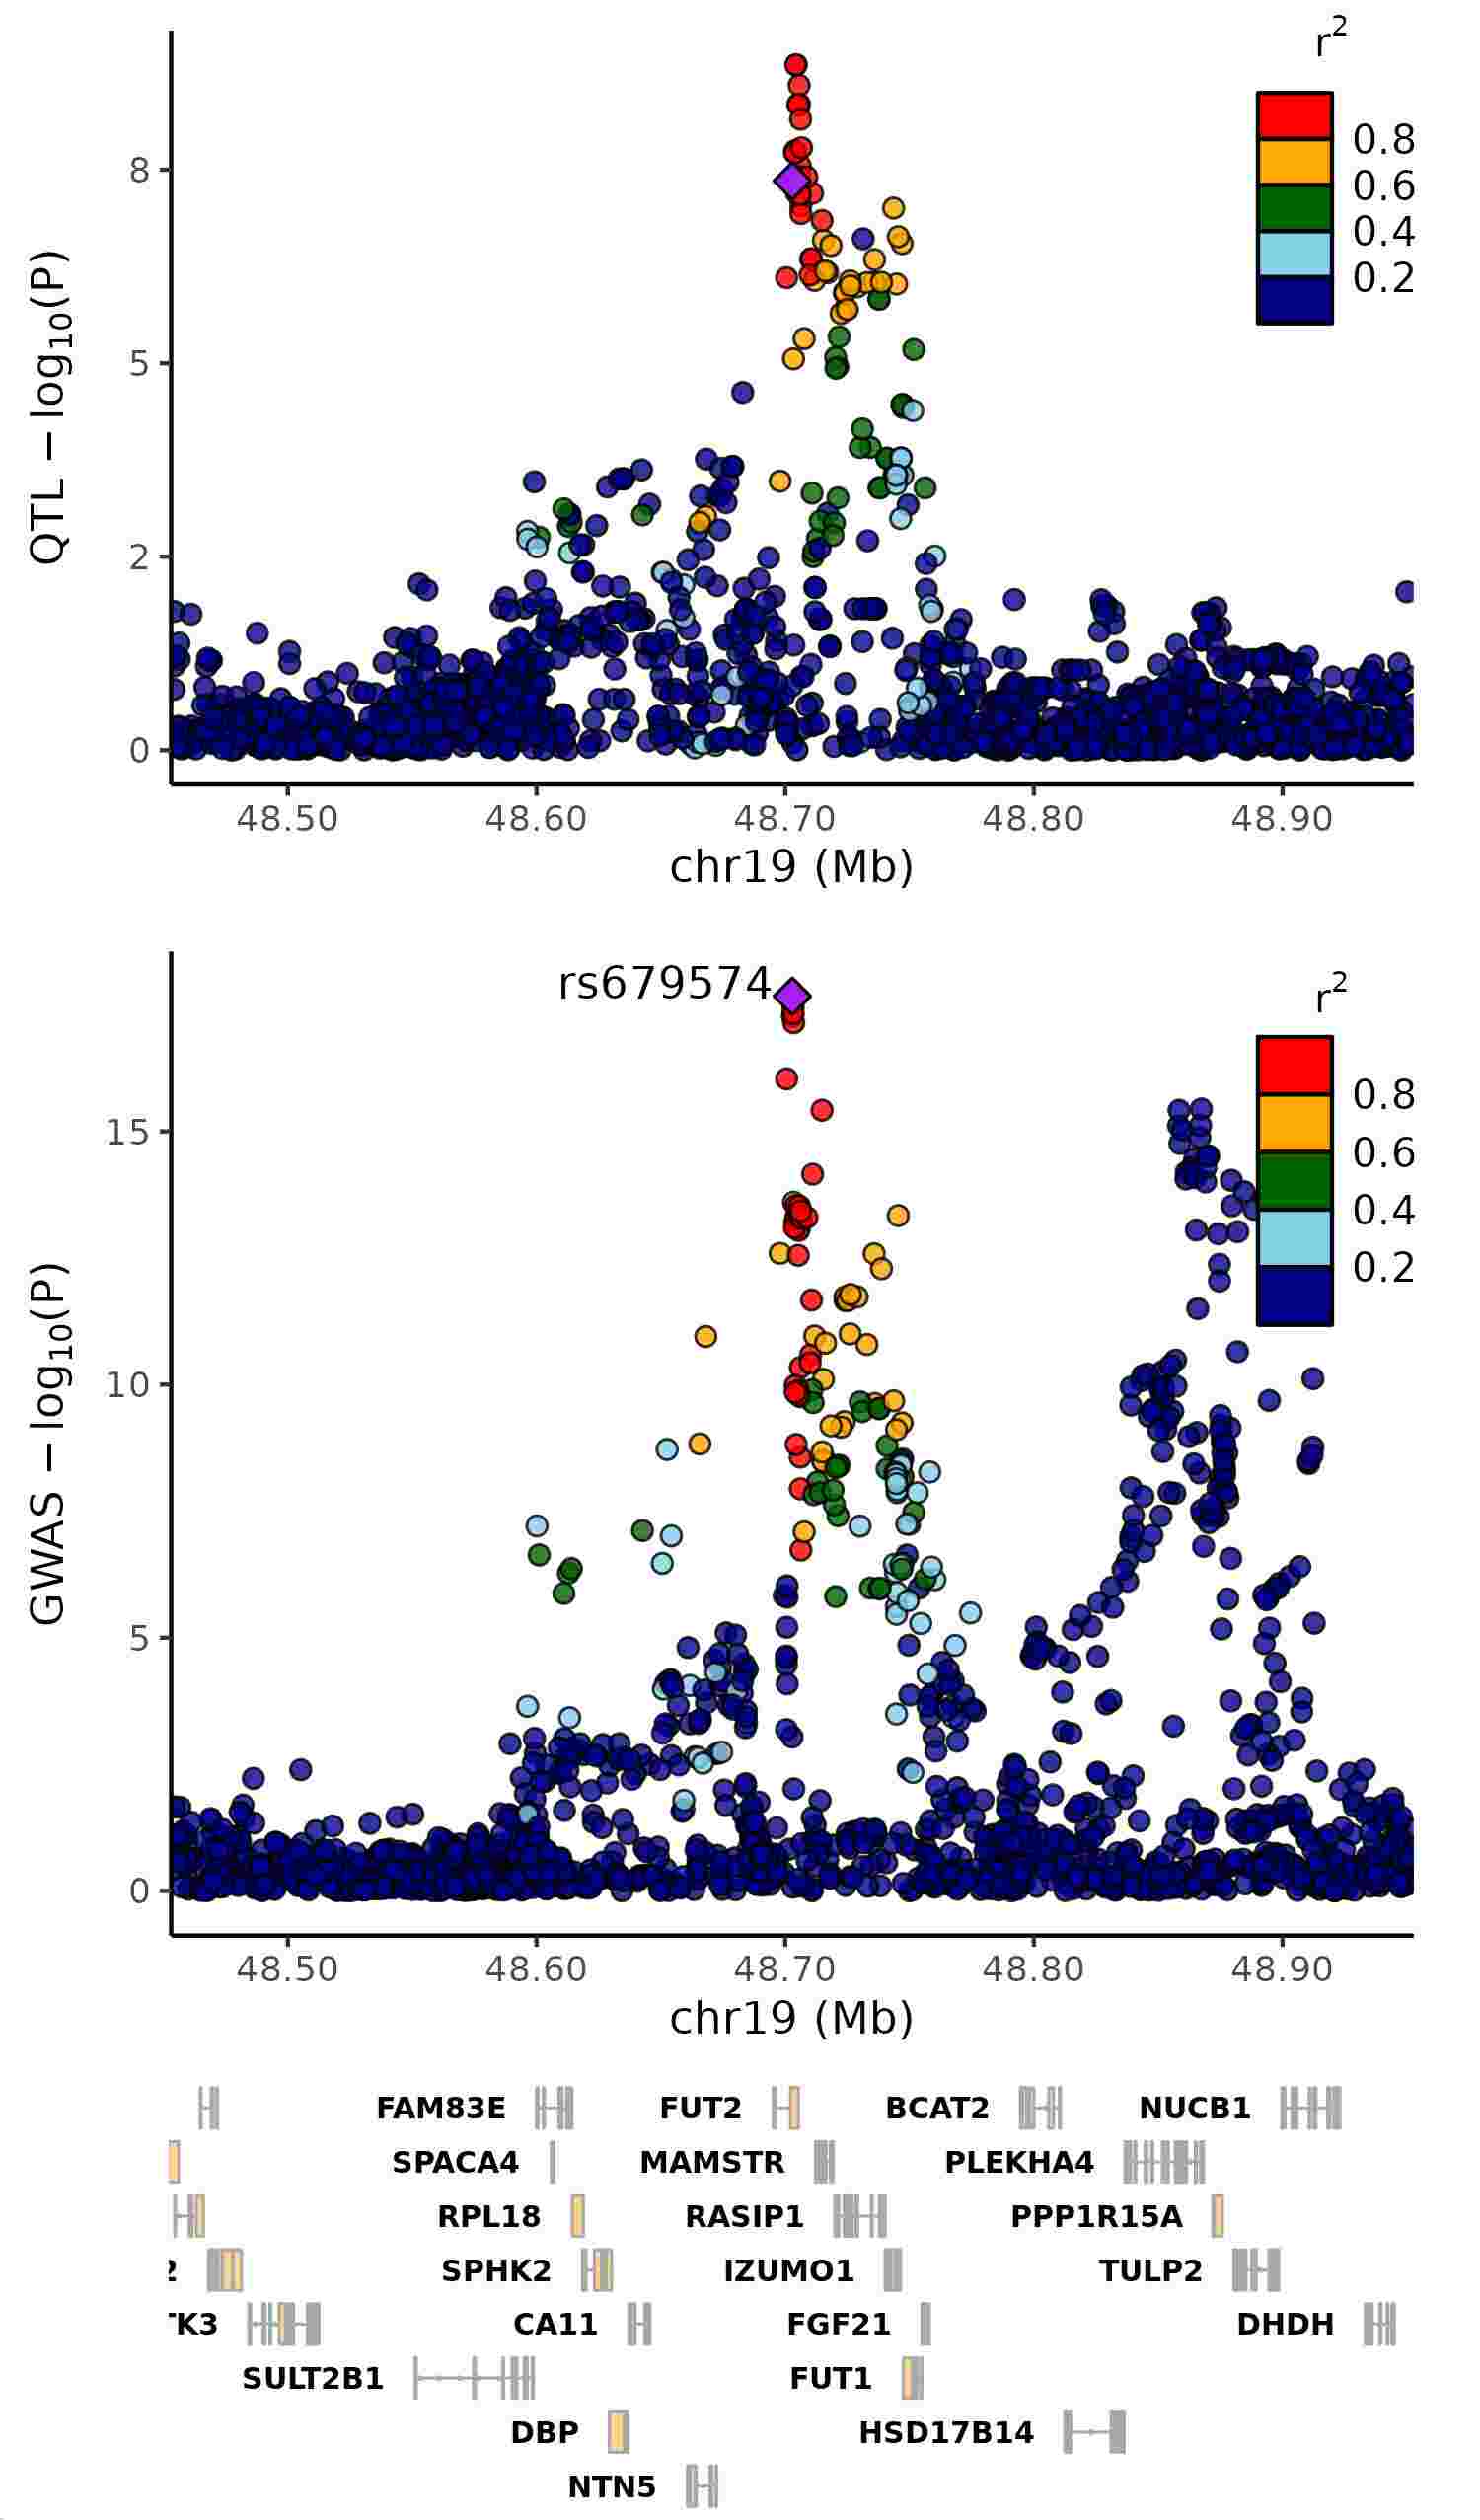 r2
8
5
2
0
0.8
0.6
0.4
0.2
QTL − log10(P)
48.50 48.60 48.70 48.80 48.90
chr19 (Mb)
rs679574
r2
15
10
5
0
0.8
0.6
0.4
0.2
GWAS − log10(P)
48.50 48.60 48.70 48.80 48.90
chr19 (Mb)
FAM83E FUT2 BCAT2 NUCB1
SPACA4 MAMSTR PLEKHA4
RPL18 RASIP1 PPP1R15A
2 SPHK2 IZUMO1 TULP2
TK3 CA11 FGF21 DHDH
SULT2B1 FUT1
DBP HSD17B14
NTN5